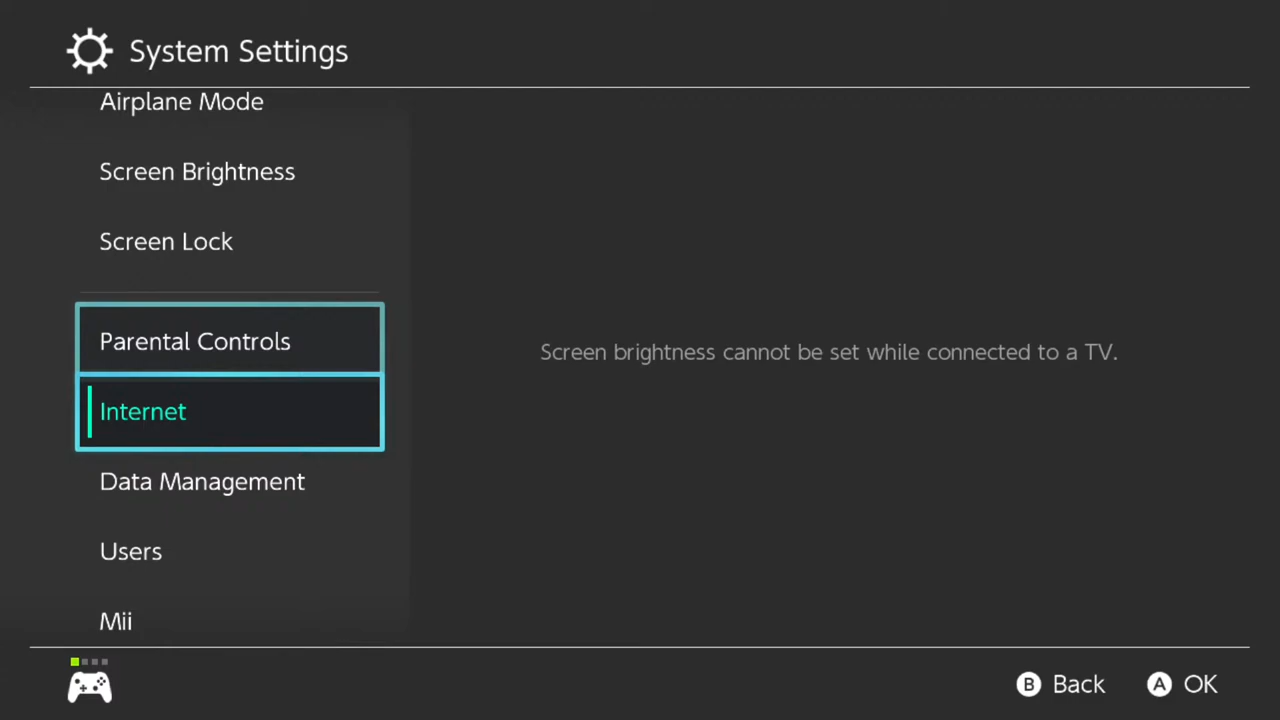 System Settings
Airplane Mode
Screen Brightness
Screen Lock
Parental Controls
Internet
Data Management
Users
Mii
Screen brightness cannot be set while connected to a TV.
B Back
A OK